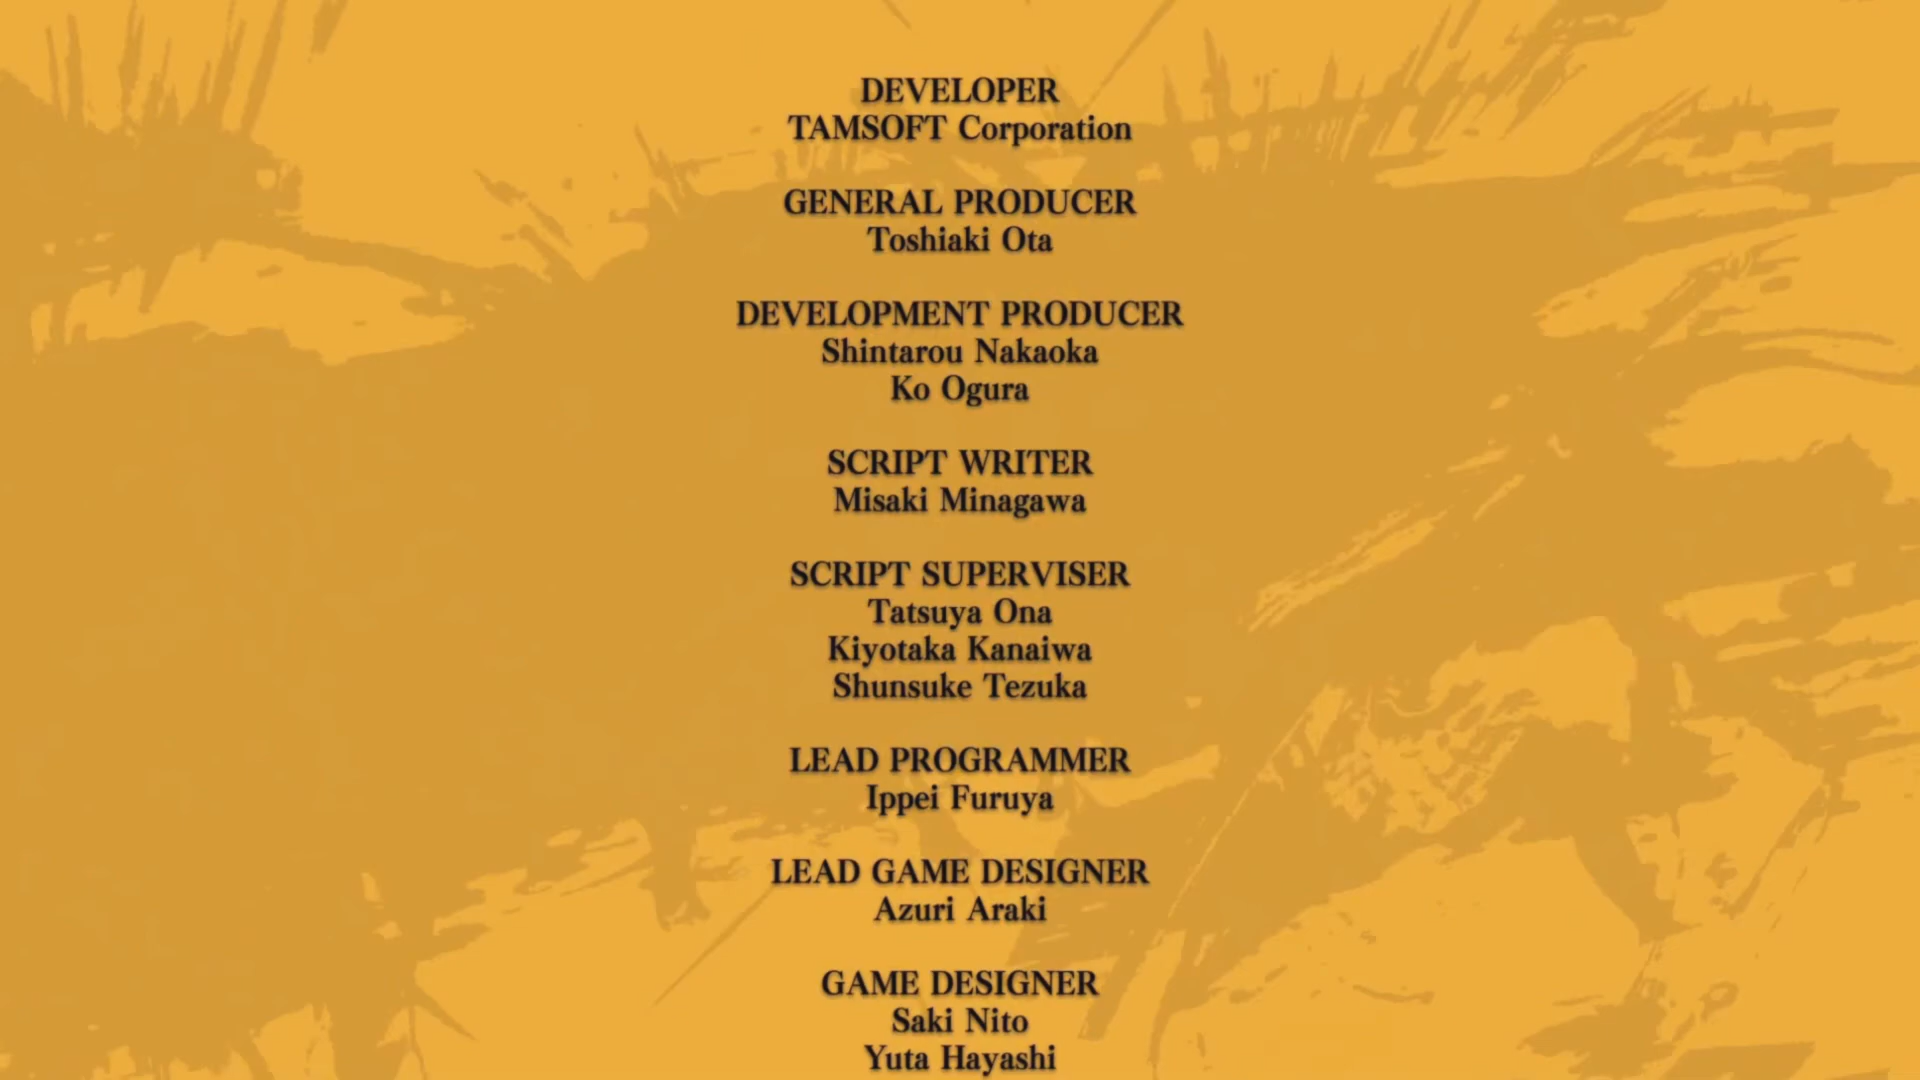 DEVELOPER
TAMSOFT Corporation
GENERAL PRODUCER
Toshiaki Ota
DEVELOPMENT PRODUCER
Shintarou Nakaoka
Ko Ogura
SCRIPT WRITER
Misaki Minagawa
SCRIPT SUPERVISER
Tatsuya Ona
Kiyotaka Kanaiwa
Shunsuke Tezuka
LEAD PROGRAMMER
Ippei Furuya
LEAD GAME DESIGNER
Azuri Araki
GAME DESIGNER
Saki Nito
Yuta Hayashi